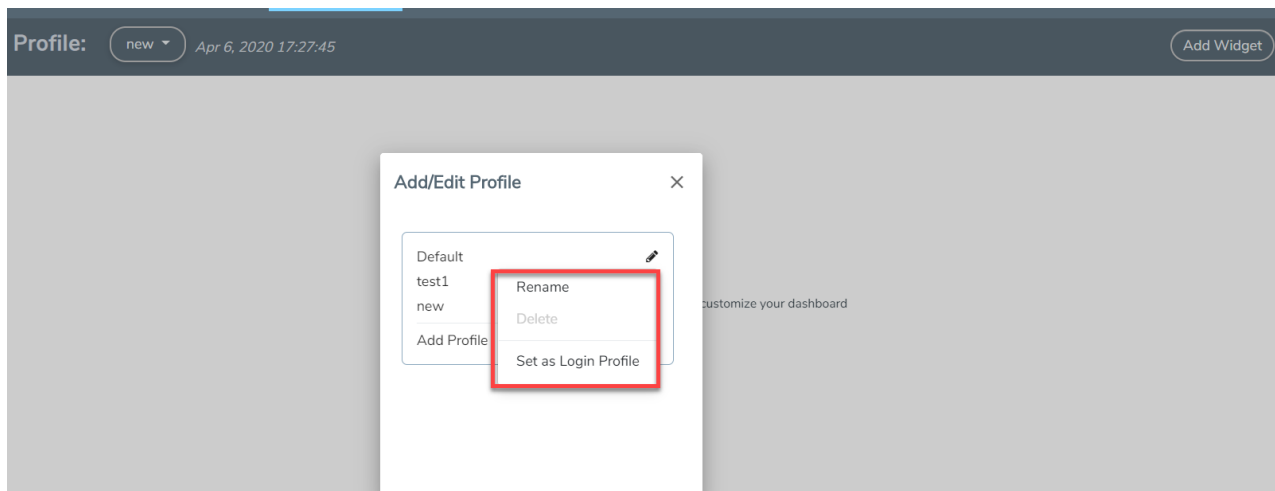 Profile:
new
Apr 6, 2020 17:27:45
Add Widget
Add/Edit Profile
Default
test1
new
Add Profile
Rename
Delete
Set as Login Profile
customize your dashboard